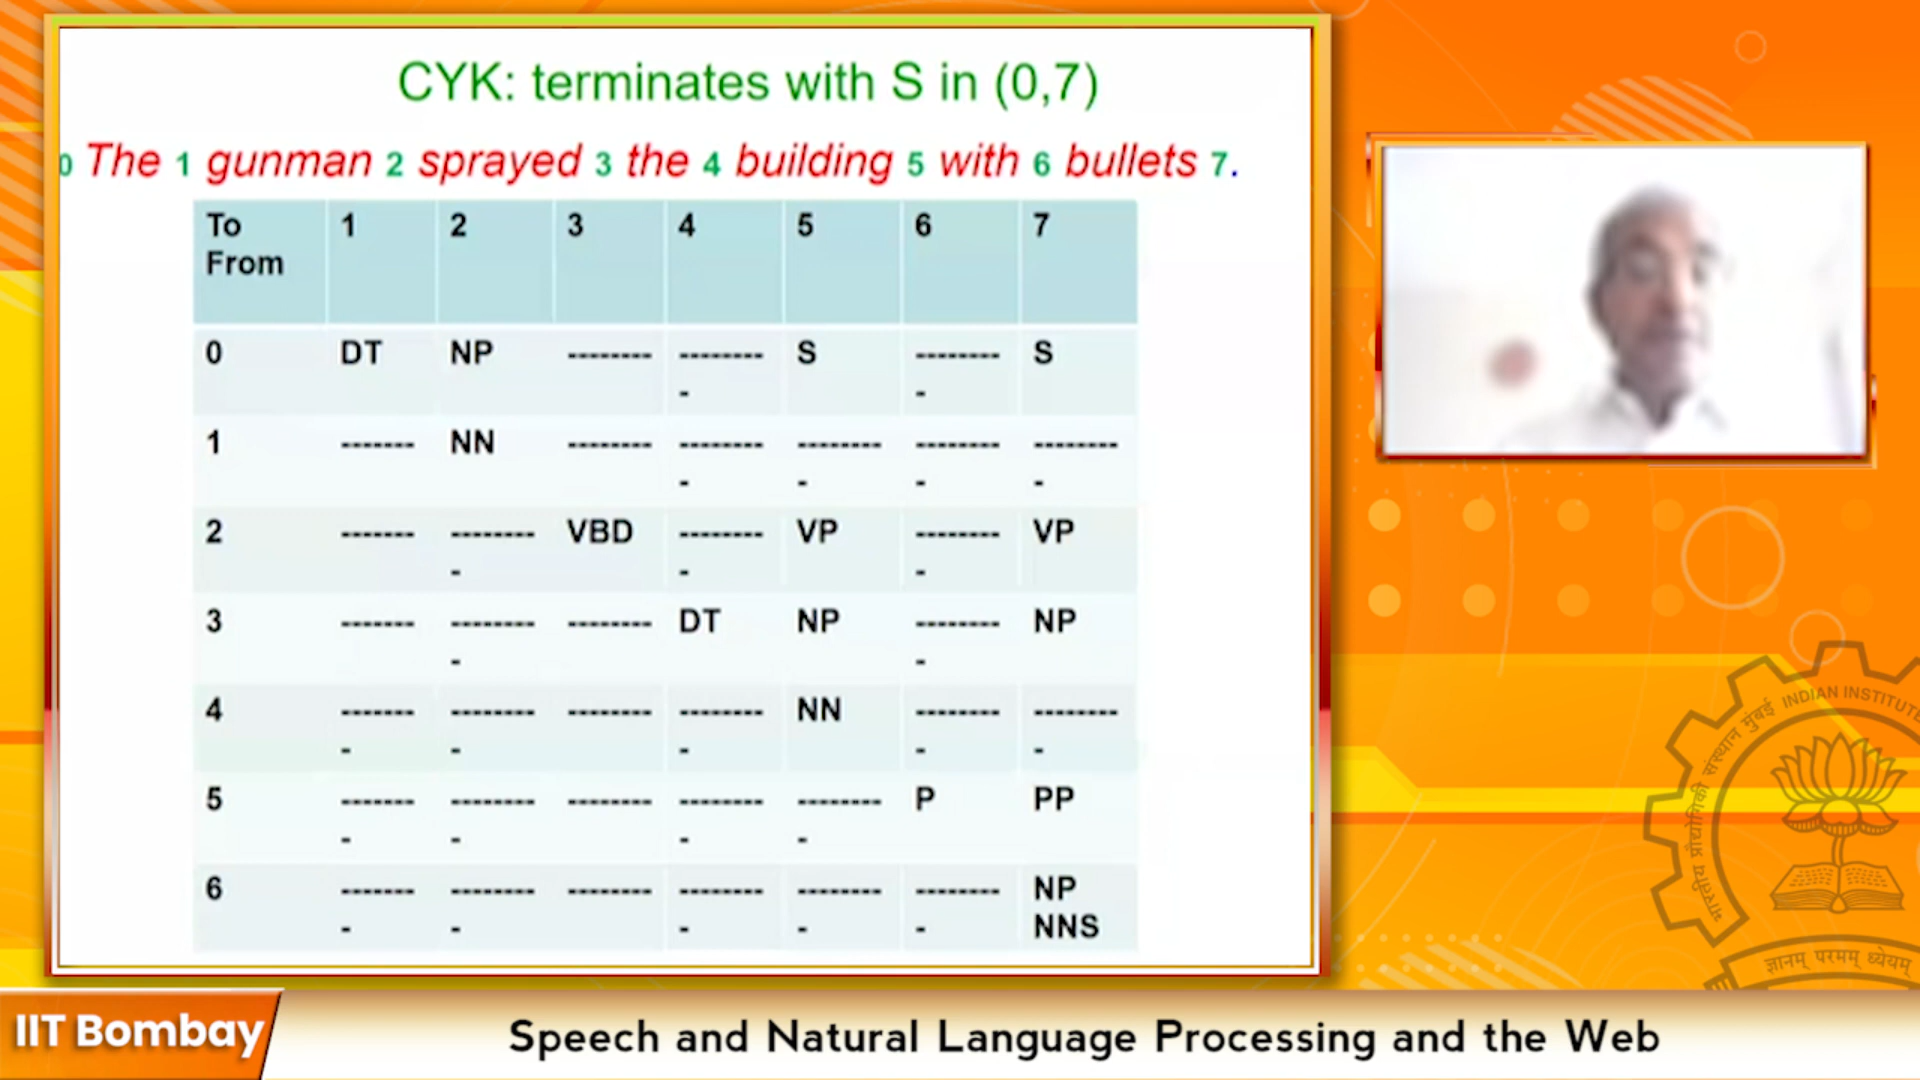 CYK: terminates with S in (0,7)
0 The 1 gunman 2 sprayed 3 the 4 building 5 with 6 bullets 7.
To From 1 2 3 4 5 6 7
0 DT NP -------- --------- S --------- S
1 ------- NN -------- --------- --------- --------- ---------
2 ------- --------- VBD --------- VP --------- VP
3 ------- --------- -------- DT NP --------- NP
4 -------- --------- -------- --------- NN --------- ---------
5 -------- --------- -------- --------- --------- P PP
6 -------- --------- -------- --------- --------- --------- NP NNS
भारतीय प्रौद्योगिकी संस्थान मुंबई INDIAN INSTITUTE
ज्ञानम् परमम् ध्येयम्
IIT Bombay
Speech and Natural Language Processing and the Web